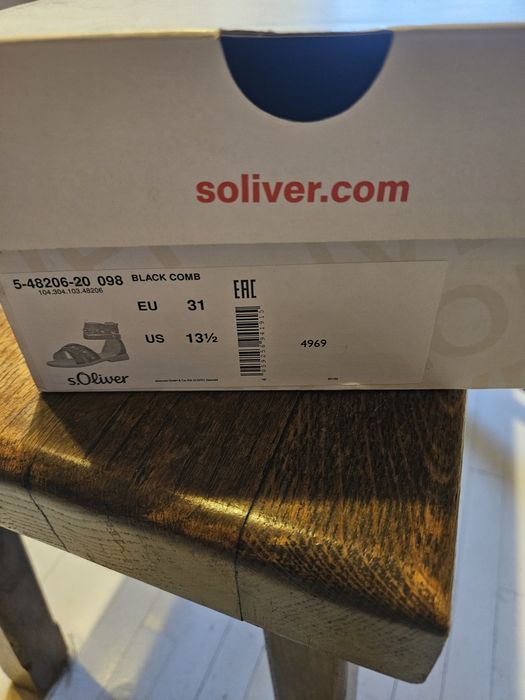 soliver.com
5-48206-20 098 BLACK COMB
104.304.103.48206
EU 31
EAC
US 13½
4969
s.Oliver